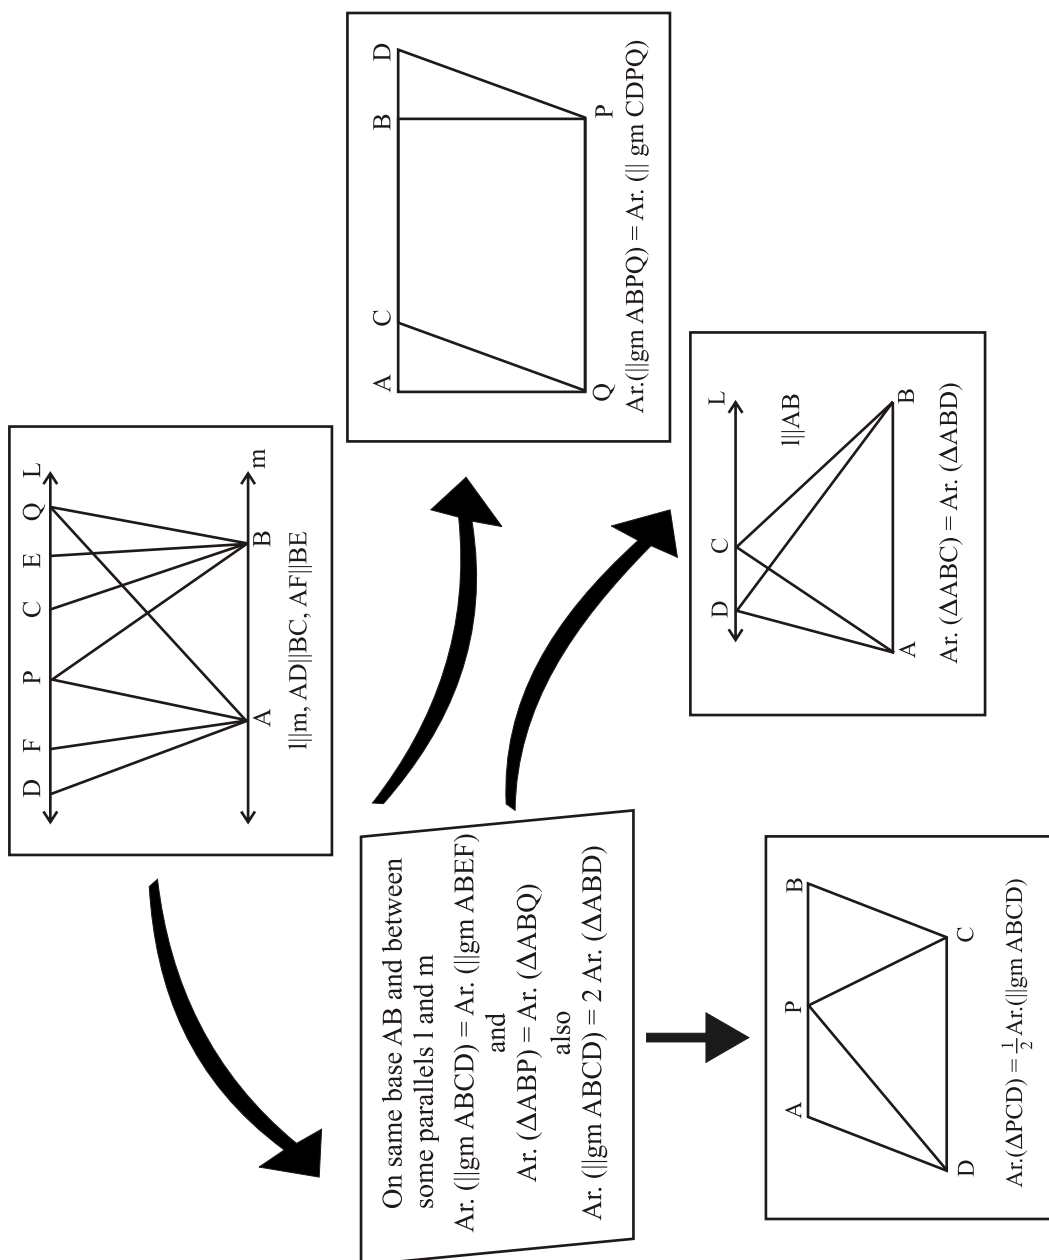 D F P C E Q L
A B m
l||m, AD||BC, AF||BE
On same base AB and between
some parallels l and m
Ar. (||gm ABCD) = Ar. (||gm ABEF)
and
Ar. (ΔABP) = Ar. (ΔABQ)
also
Ar. (||gm ABCD) = 2 Ar. (ΔABD)
A C B D
Q P
Ar.(||gm ABPQ) = Ar. (|| gm CDPQ)
D C L
l||AB
A B
Ar. (ΔABC) = Ar. (ΔABD)
A P B
D C
Ar.(ΔPCD) = 1/2 Ar.(||gm ABCD)